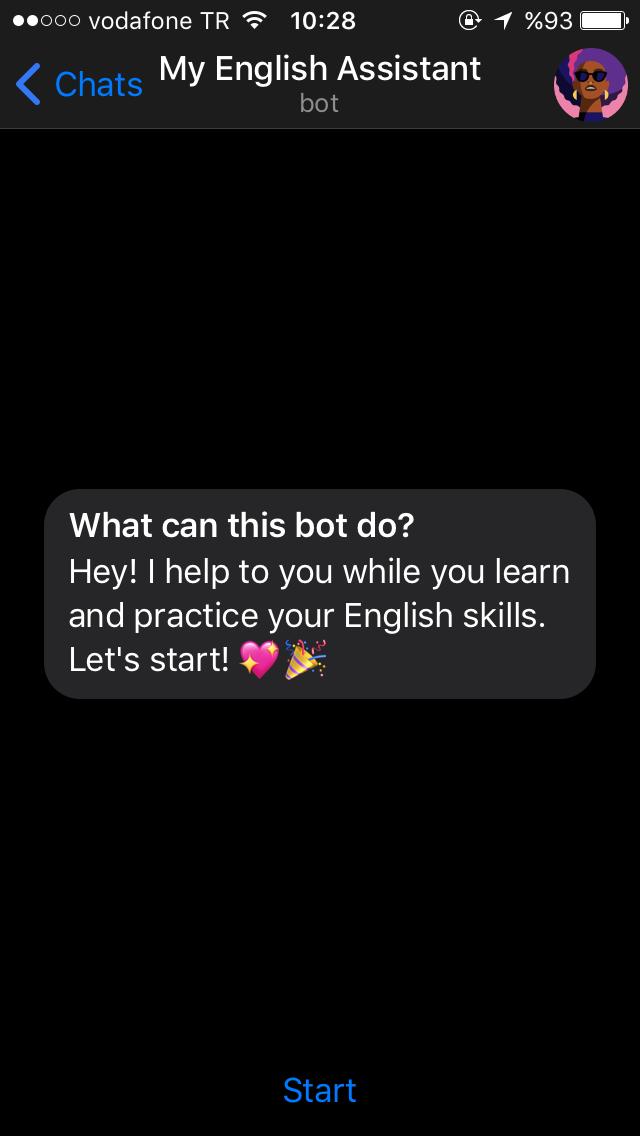 vodafone TR 10:28 %93
Chats
My English Assistant
bot
What can this bot do?
Hey! I help to you while you learn
and practice your English skills.
Let's start! 💖🎉
Start